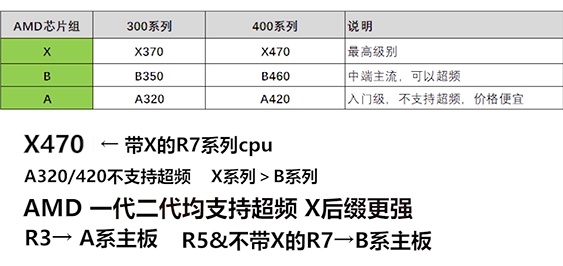 AMD芯片组 300系列 400系列 说明
X X370 X470 最高级别
B B350 B460 中端主流，可以超频
A A320 A420 入门级，不支持超频，价格便宜
X470 ← 带X的R7系列cpu
A320/420不支持超频 X系列＞B系列
AMD 一代二代均支持超频 X后缀更强
R3→ A系主板 R5&不带X的R7→B系主板